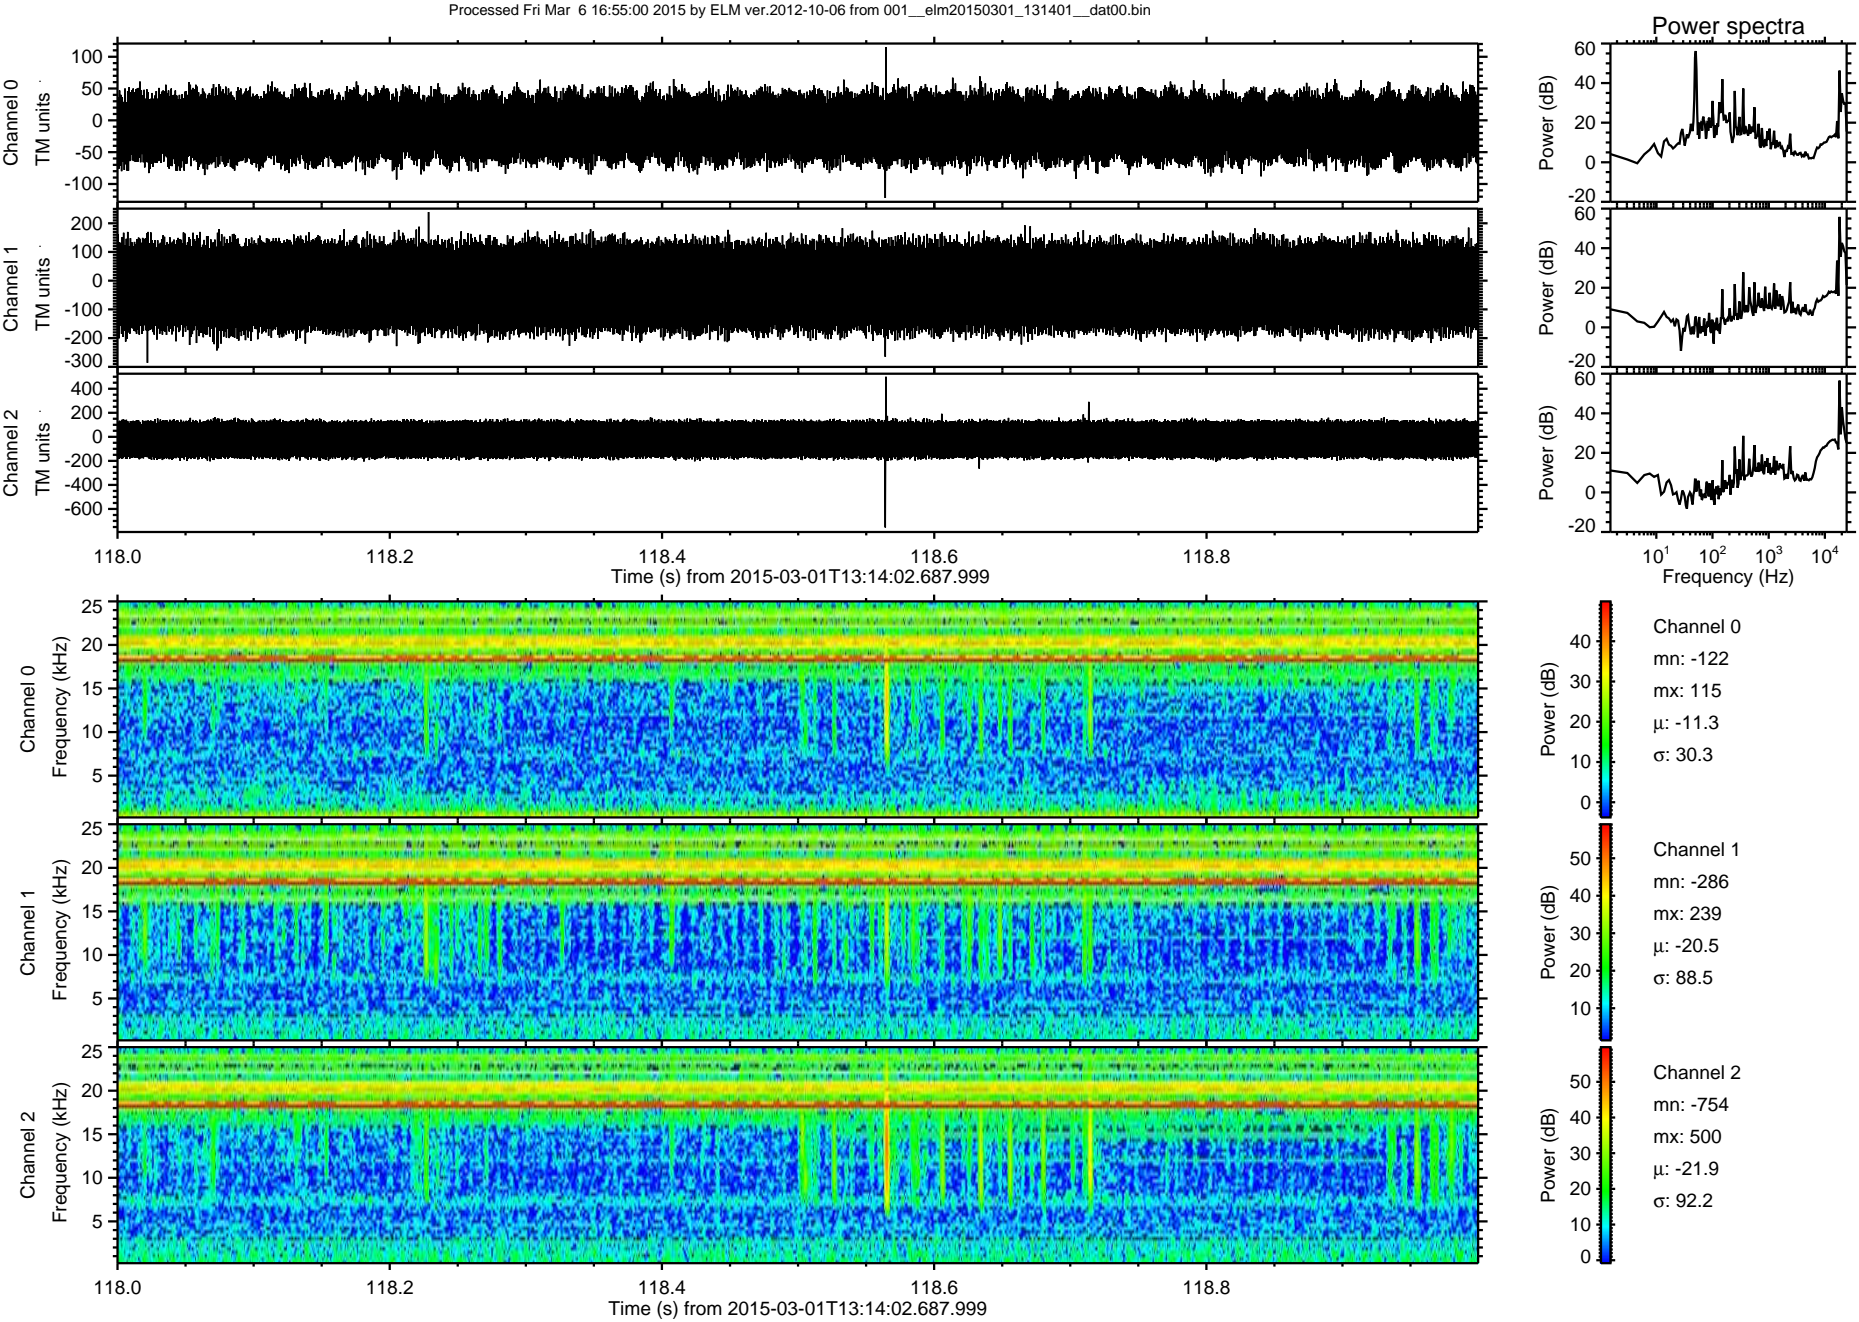 Processed Fri Mar 6 16:55:00 2015 by ELM ver.2012-10-06 from 001__elm20150301_131401__dat00.bin
Power spectra
Channel 0
TM units
100
50
0
-50
-100
Power (dB)
60
40
20
0
-20
Channel 1
TM units
200
100
0
-100
-200
-300
Power (dB)
60
40
20
0
-20
Channel 2
TM units
400
200
0
-200
-400
-600
Power (dB)
60
40
20
0
-20
118.0 118.2 118.4 118.6 118.8
Time (s) from 2015-03-01T13:14:02.687.999
10¹ 10² 10³ 10⁴
Frequency (Hz)
Channel 0
Frequency (kHz)
25
20
15
10
5
Power (dB)
40
30
20
10
0
Channel 0
mn: -122
mx: 115
μ: -11.3
σ: 30.3
Channel 1
Frequency (kHz)
25
20
15
10
5
Power (dB)
50
40
30
20
10
Channel 1
mn: -286
mx: 239
μ: -20.5
σ: 88.5
Channel 2
Frequency (kHz)
25
20
15
10
5
Power (dB)
50
40
30
20
10
0
Channel 2
mn: -754
mx: 500
μ: -21.9
σ: 92.2
118.0 118.2 118.4 118.6 118.8
Time (s) from 2015-03-01T13:14:02.687.999